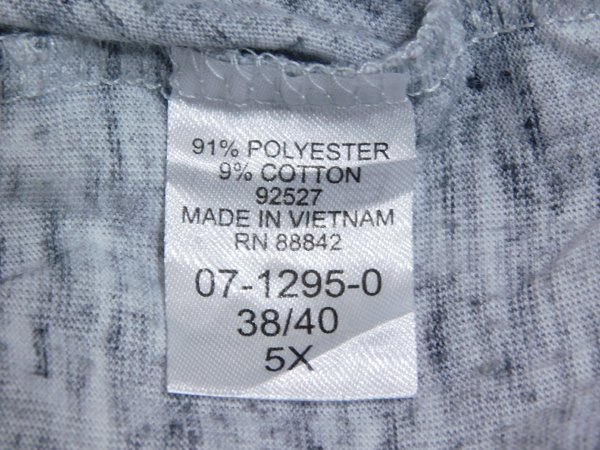 91% POLYESTER
9% COTTON
92527
MADE IN VIETNAM
RN 88842
07-1295-0
38/40
5X